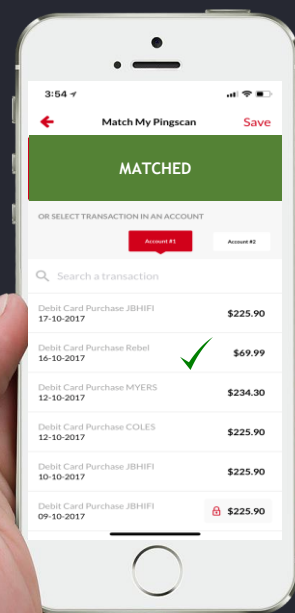 3:54
Match My Pingscan
Save
MATCHED
OR SELECT TRANSACTION IN AN ACCOUNT
Account #1
Account #2
Search a transaction
Debit Card Purchase JBHIFI
17-10-2017
$225.90
Debit Card Purchase Rebel
16-10-2017
$69.99
Debit Card Purchase MYERS
12-10-2017
$234.30
Debit Card Purchase COLES
12-10-2017
$225.90
Debit Card Purchase JBHIFI
10-10-2017
$225.90
Debit Card Purchase JBHIFI
09-10-2017
$225.90